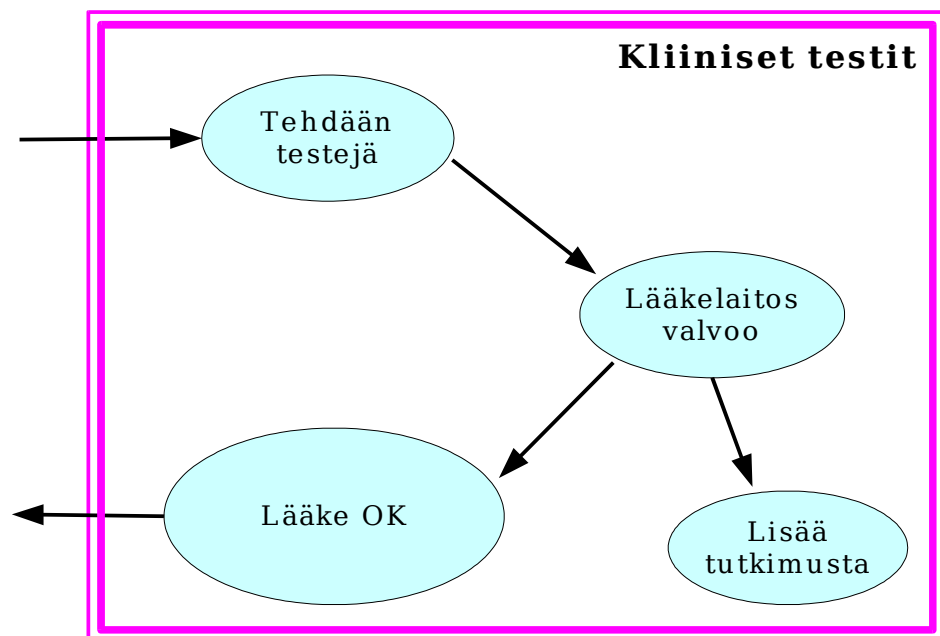 Kliiniset testit
Tehdään
testejä
Lääkelaitos
valvoo
Lääke OK
Lisää
tutkimusta